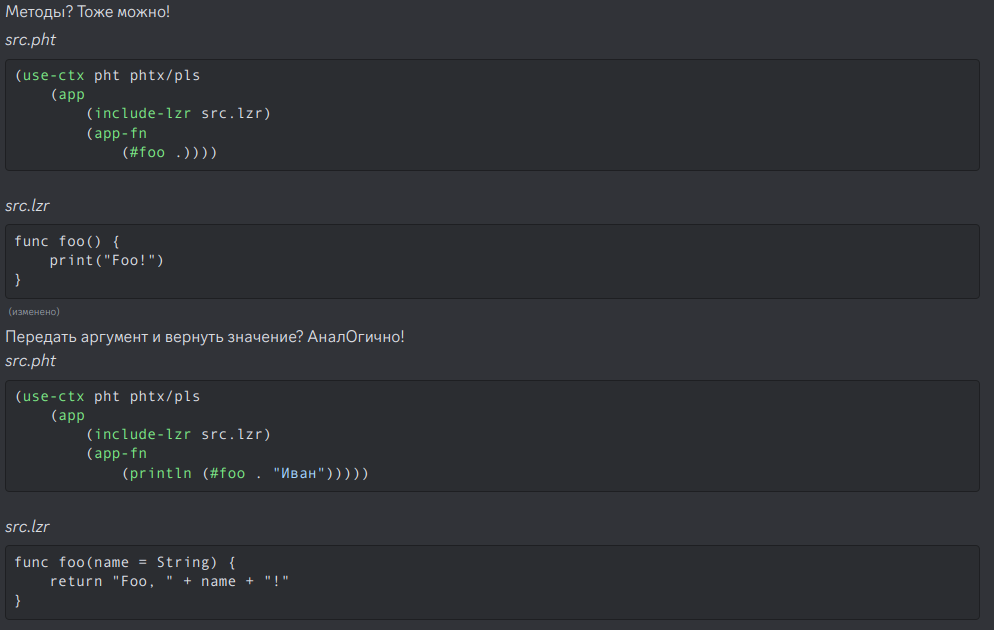 Методы? Тоже можно!
src.pht
(use-ctx pht phtx/pls
    (app
        (include-lzr src.lzr)
        (app-fn
            (#foo .))))
src.lzr
func foo() {
    print("Foo!")
}
(изменено)
Передать аргумент и вернуть значение? АналОгично!
src.pht
(use-ctx pht phtx/pls
    (app
        (include-lzr src.lzr)
        (app-fn
            (println (#foo . "Иван")))))
src.lzr
func foo(name = String) {
    return "Foo, " + name + "!"
}